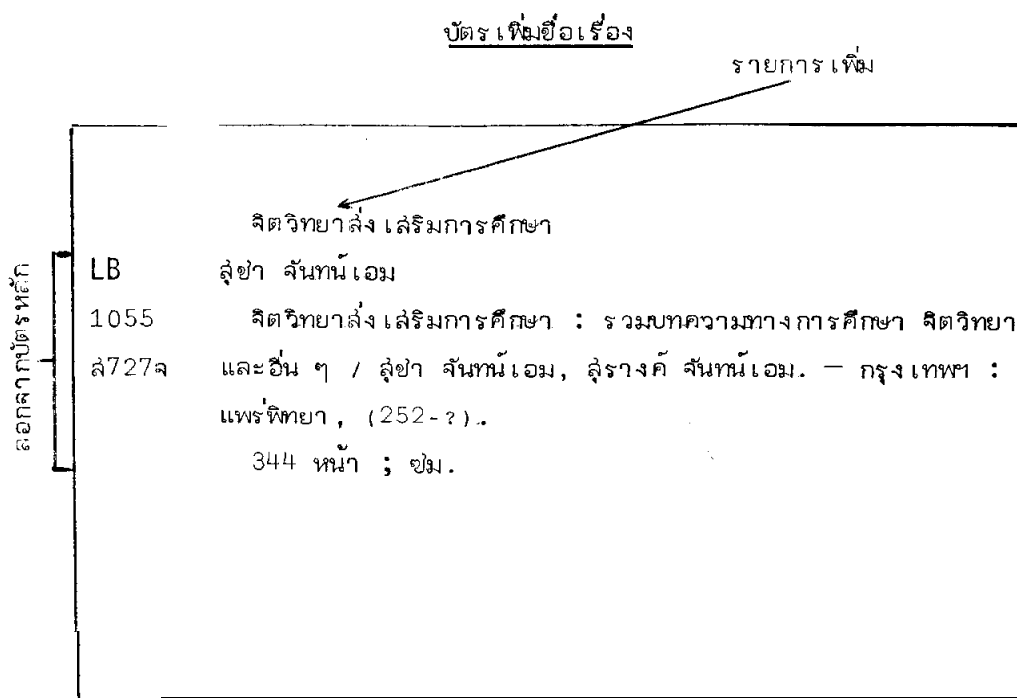 บัตรเพิ่มชื่อเรื่อง
รายการเพิ่ม
จิตวิทยาส่งเสริมการศึกษา
LB สุชา จันทน์เอม
1055 จิตวิทยาส่งเสริมการศึกษา : รวมบทความทางการศึกษา จิตวิทยา
ส727จ และอื่น ๆ / สุชา จันทน์เอม, สุรางค์ จันทน์เอม. — กรุงเทพฯ :
แพร่พิทยา, (252-?).
344 หน้า ; ซม.
ลอกจากบัตรหลัก